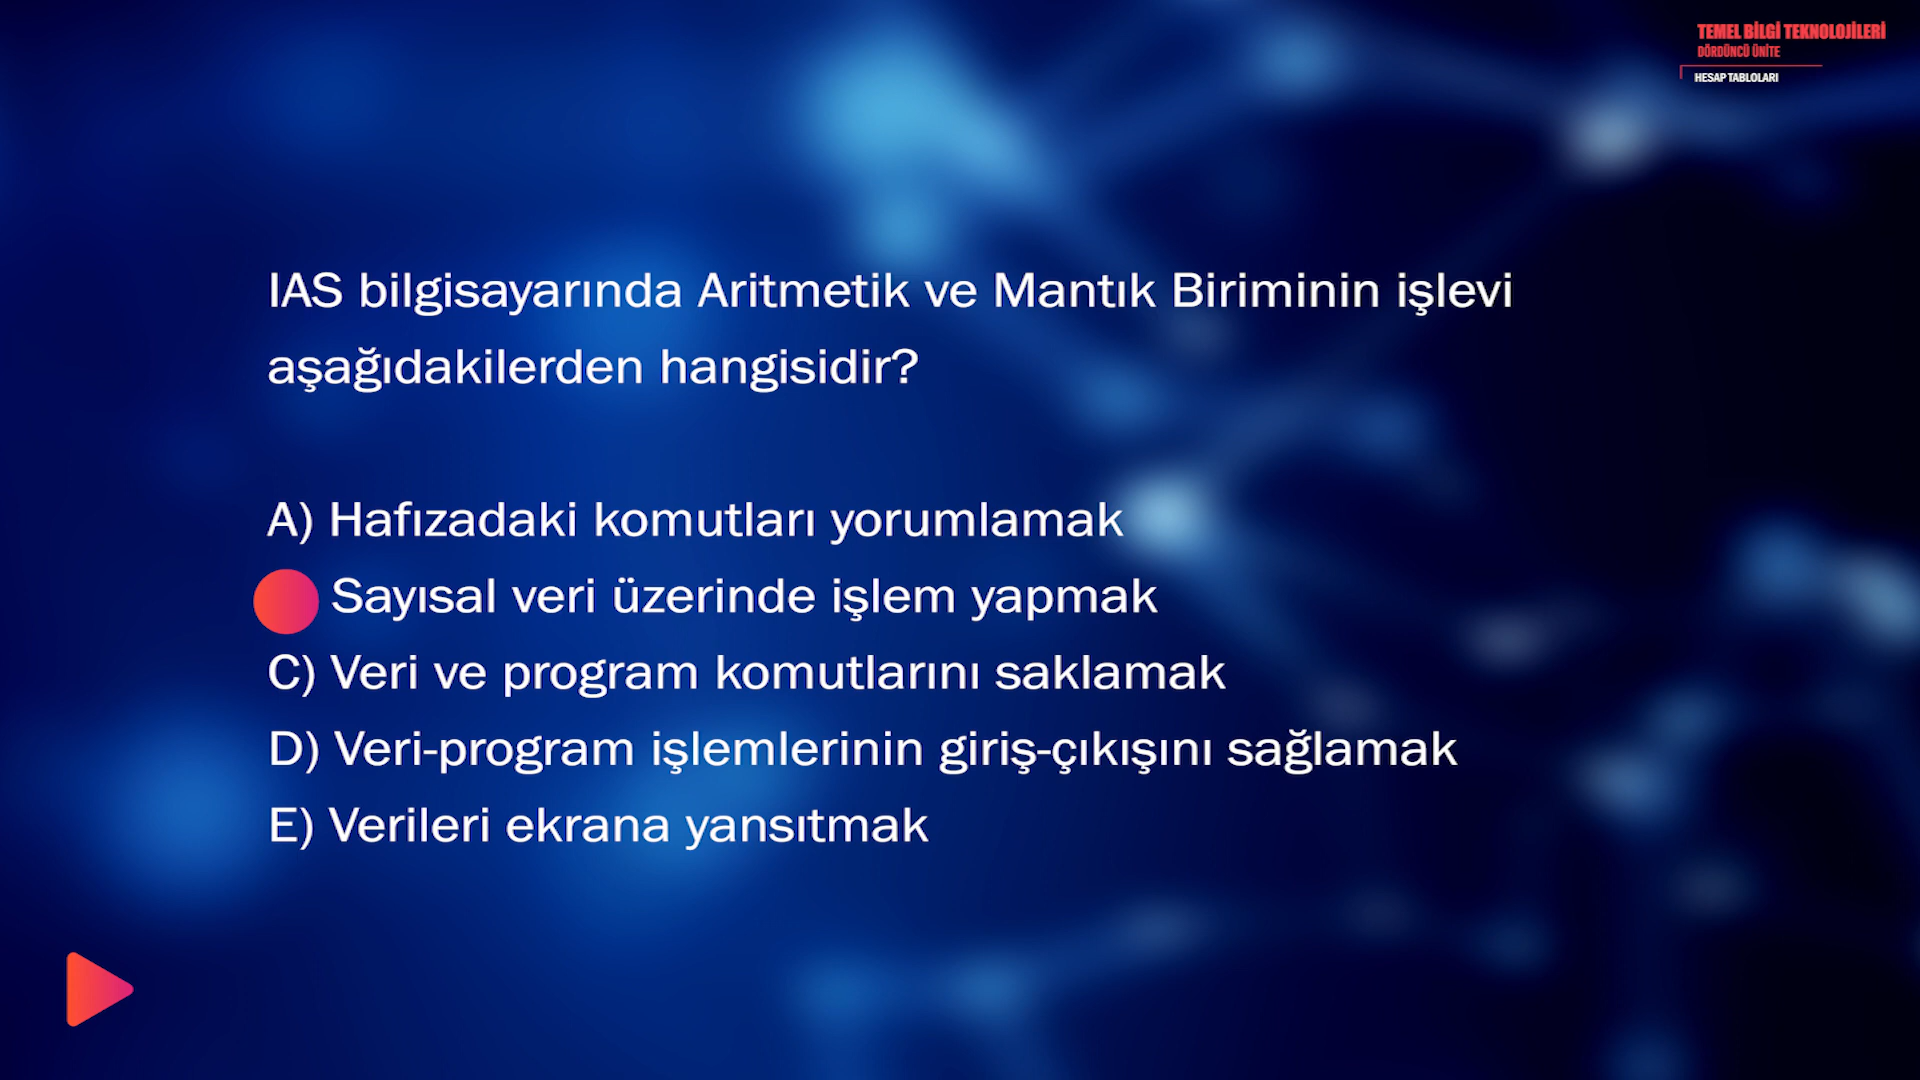 TEMEL BİLGİ TEKNOLOJİLERİ
DÖRDÜNCÜ ÜNİTE
HESAP TABLOLARI
IAS bilgisayarında Aritmetik ve Mantık Biriminin işlevi
aşağıdakilerden hangisidir?
A) Hafızadaki komutları yorumlamak
Sayısal veri üzerinde işlem yapmak
C) Veri ve program komutlarını saklamak
D) Veri-program işlemlerinin giriş-çıkışını sağlamak
E) Verileri ekrana yansıtmak